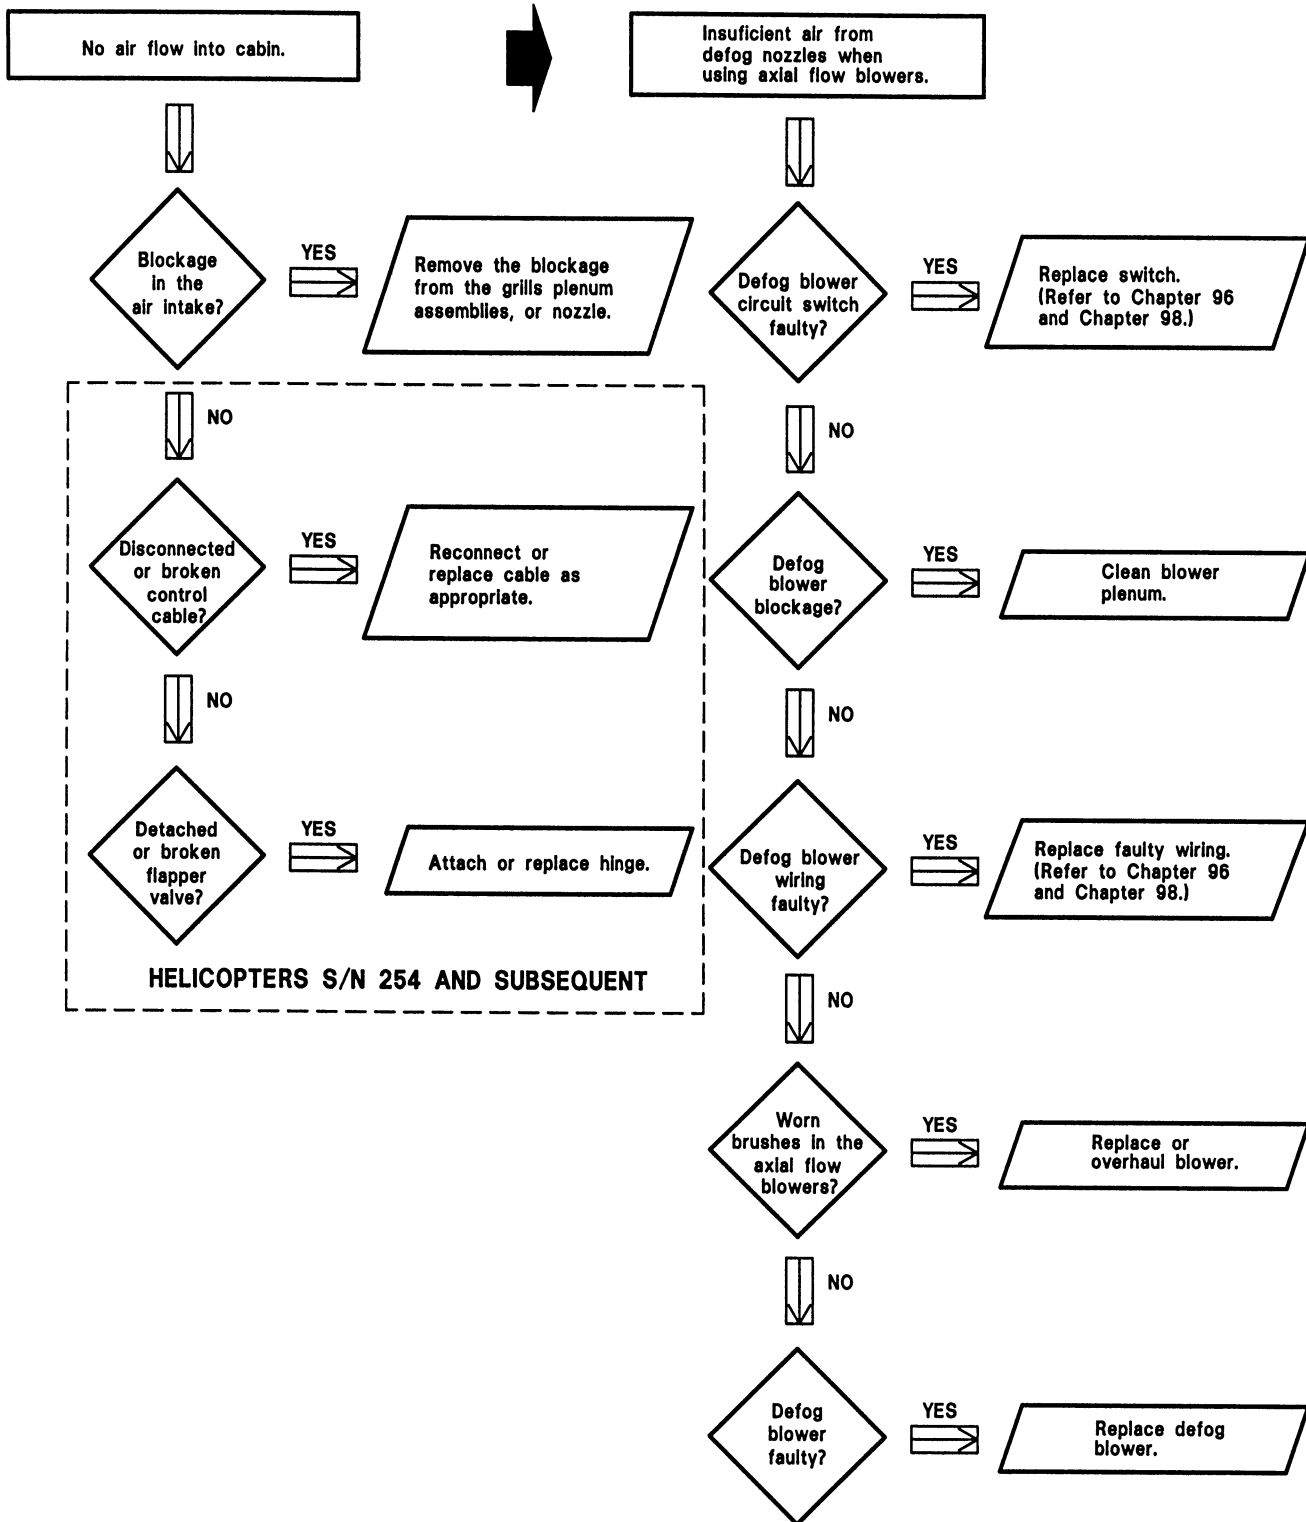 No air flow into cabin.
Blockage
in the
air intake?
YES
Remove the blockage
from the grills plenum
assemblies, or nozzle.
NO
Disconnected
or broken
control
cable?
YES
Reconnect or
replace cable as
appropriate.
NO
Detached
or broken
flapper
valve?
YES
Attach or replace hinge.
HELICOPTERS S/N 254 AND SUBSEQUENT
Insuficient air from
defog nozzles when
using axial flow blowers.
Defog blower
circuit switch
faulty?
YES
Replace switch.
(Refer to Chapter 96
and Chapter 98.)
NO
Defog
blower
blockage?
YES
Clean blower
plenum.
NO
Defog blower
wiring
faulty?
YES
Replace faulty wiring.
(Refer to Chapter 96
and Chapter 98.)
NO
Worn
brushes in the
axial flow
blowers?
YES
Replace or
overhaul blower.
NO
Defog
blower
faulty?
YES
Replace defog
blower.